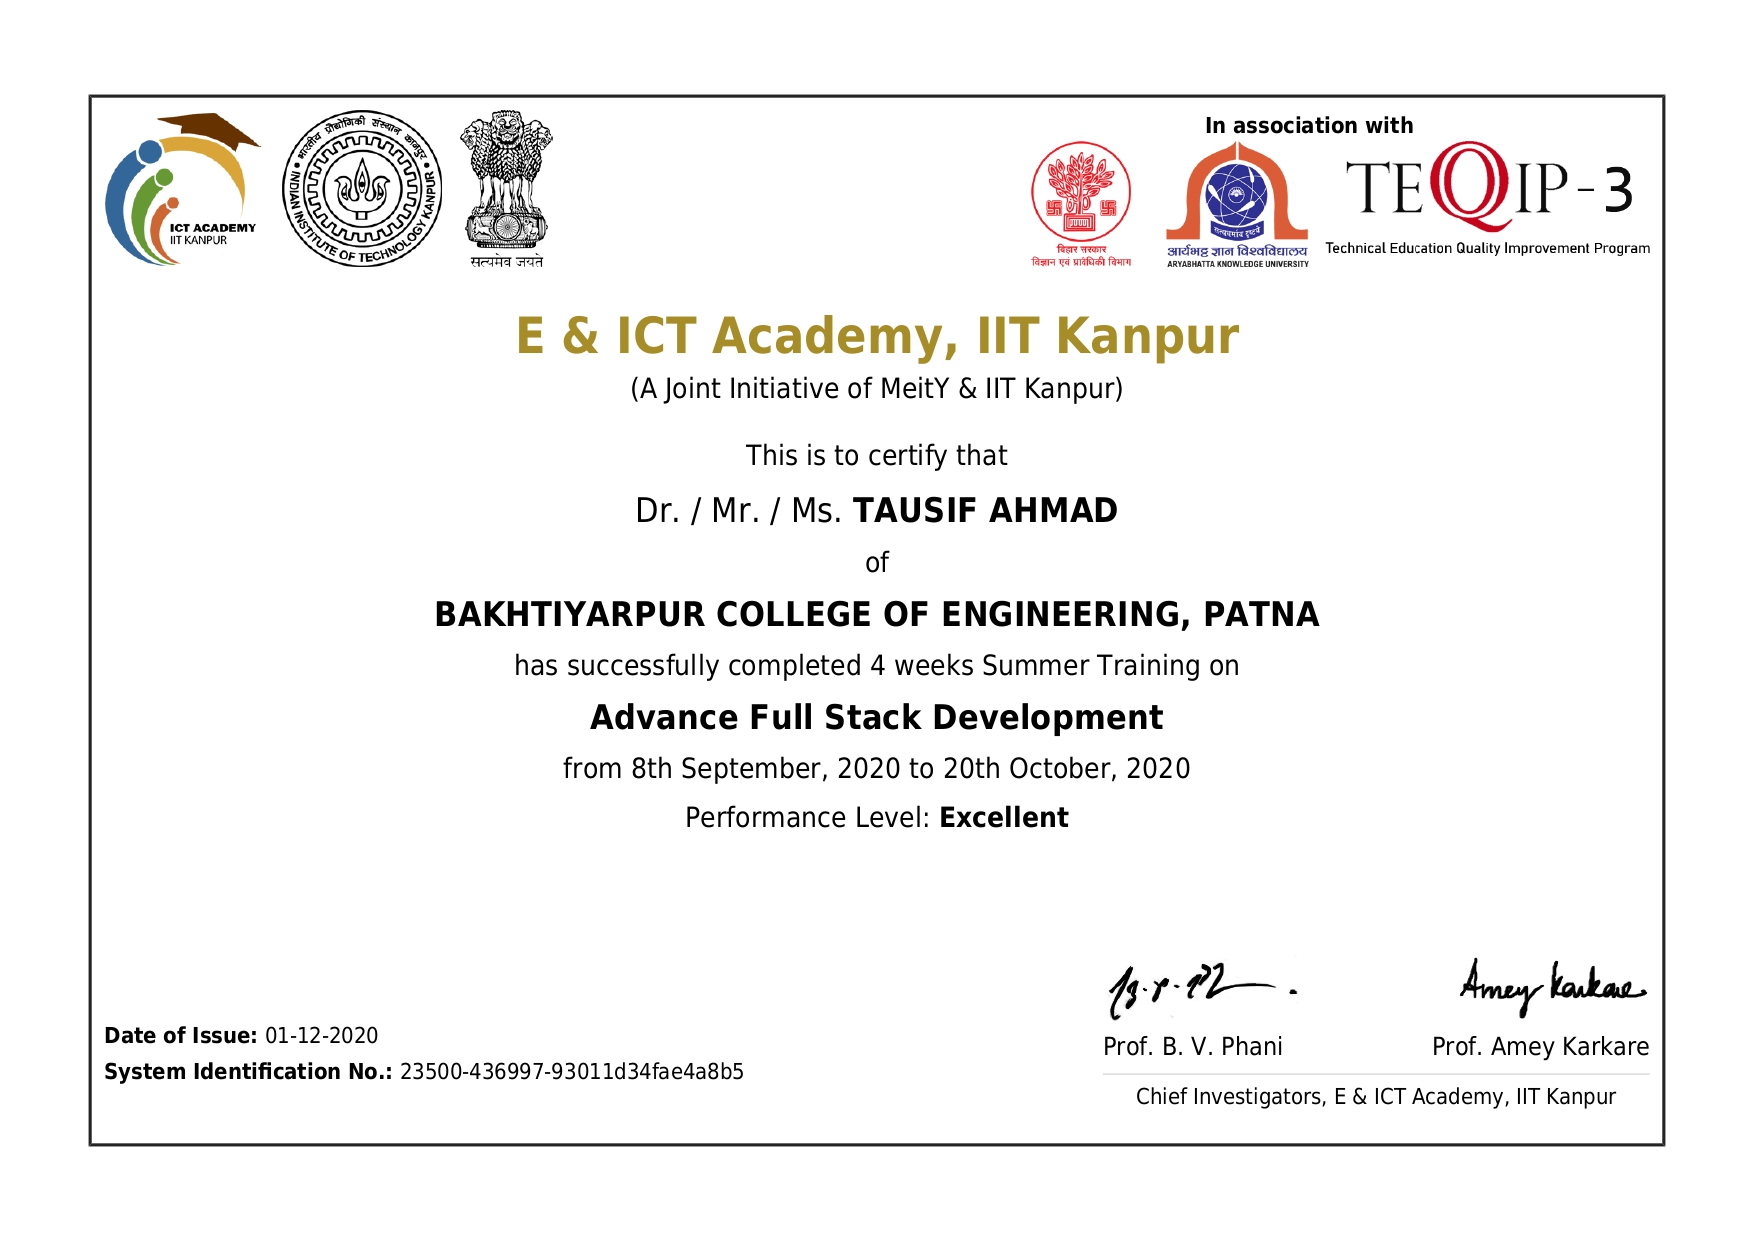 In association with
ICT ACADEMY
IIT KANPUR
भारतीय प्रौद्योगिकी संस्थान कानपुर
INDIAN INSTITUTE OF TECHNOLOGY KANPUR
सत्यमेव जयते
बिहार सरकार
विज्ञान एवं प्रावैधिकी विभाग
आर्यभट्ट ज्ञान विश्वविद्यालय
ARYABHATTA KNOWLEDGE UNIVERSITY
TEQIP-3
Technical Education Quality Improvement Program
E & ICT Academy, IIT Kanpur
(A Joint Initiative of MeitY & IIT Kanpur)
This is to certify that
Dr. / Mr. / Ms. TAUSIF AHMAD
of
BAKHTIYARPUR COLLEGE OF ENGINEERING, PATNA
has successfully completed 4 weeks Summer Training on
Advance Full Stack Development
from 8th September, 2020 to 20th October, 2020
Performance Level: Excellent
Amey Karkare
Date of Issue: 01-12-2020
System Identification No.: 23500-436997-93011d34fae4a8b5
Prof. B. V. Phani
Prof. Amey Karkare
Chief Investigators, E & ICT Academy, IIT Kanpur